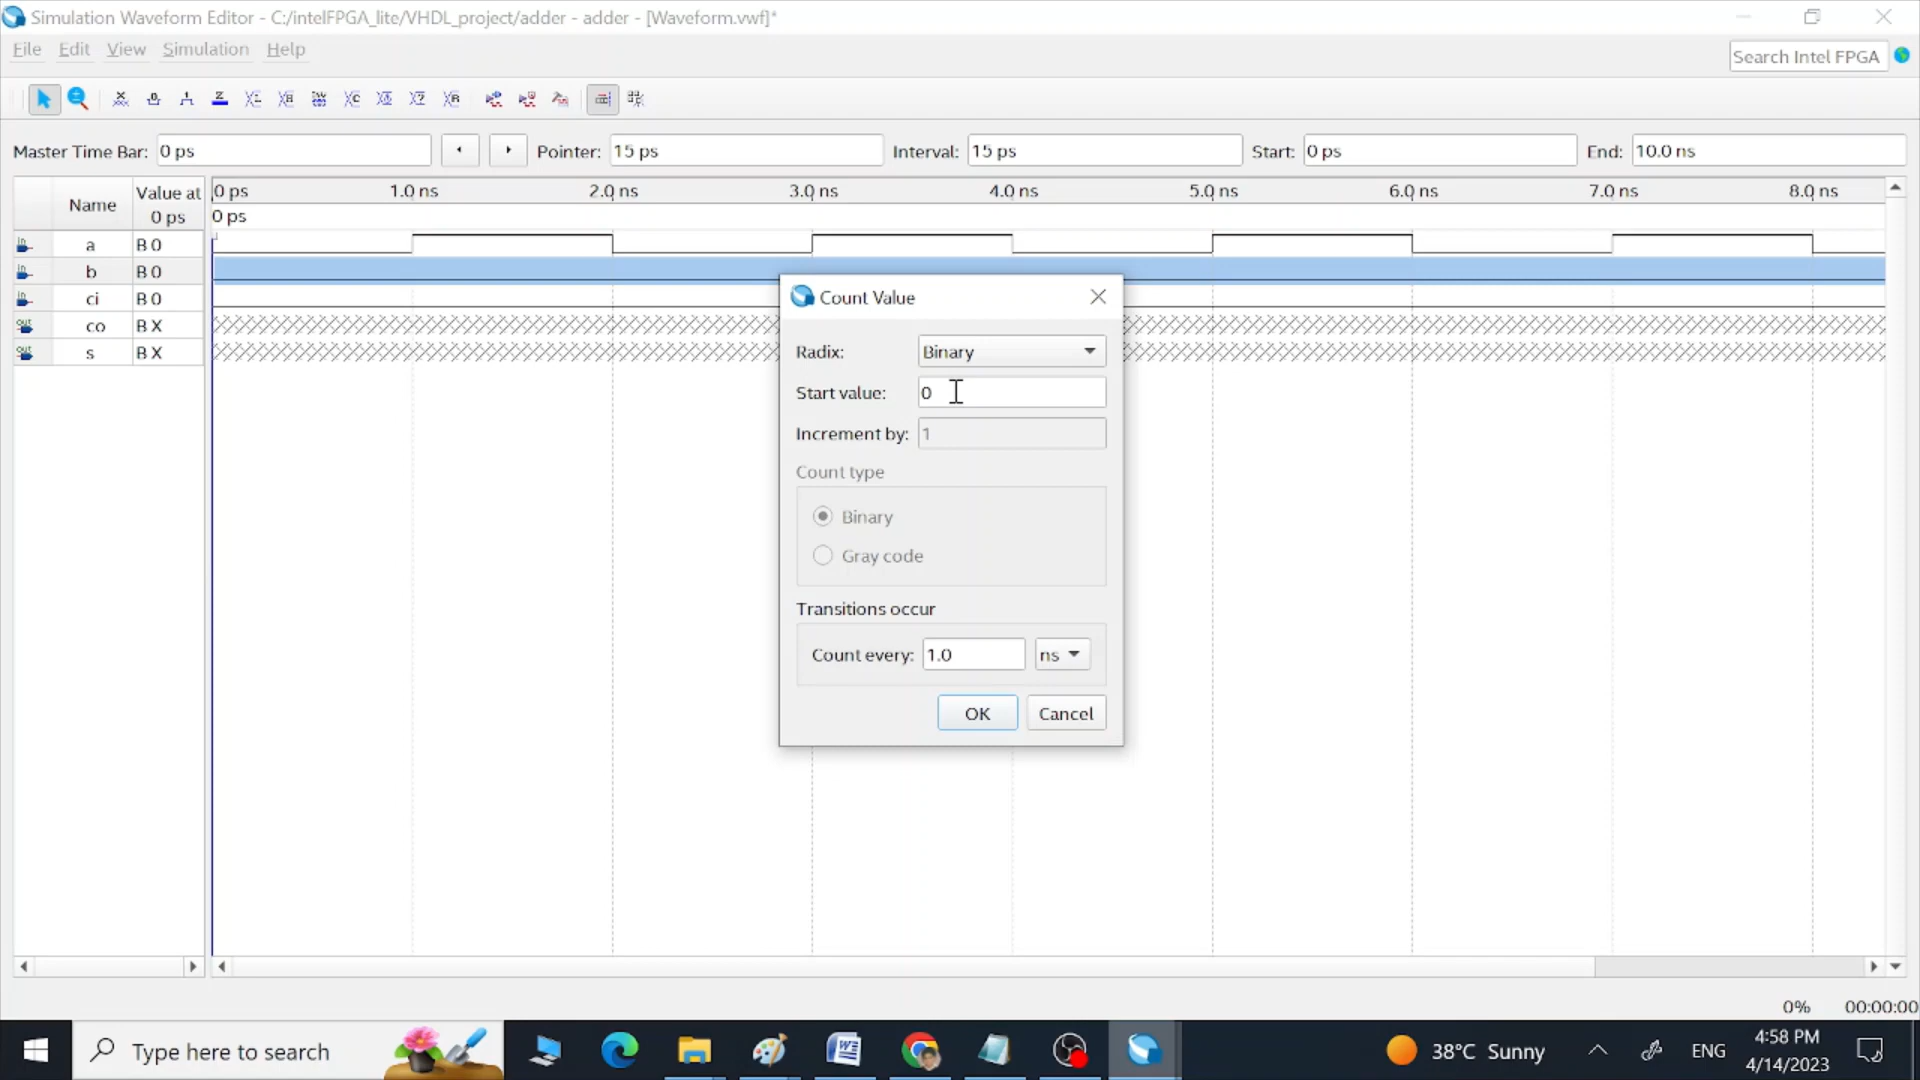 Simulation Waveform Editor - C:/intelFPGA_lite/VHDL_project/adder - adder - [Waveform.vwf]*
File Edit View Simulation Help
Search Intel FPGA
Master Time Bar: 0 ps Pointer: 15 ps Interval: 15 ps Start: 0 ps End: 10.0 ns
Name Value at 0 ps
0 ps 1.0 ns 2.0 ns 3.0 ns 4.0 ns 5.0 ns 6.0 ns 7.0 ns 8.0 ns
0 ps
a B 0
b B 0
ci B 0
co B X
s B X
Count Value
Radix: Binary
Start value: 0
Increment by: 1
Count type
Binary
Gray code
Transitions occur
Count every: 1.0 ns
OK Cancel
0% 00:00:00
Type here to search
38°C Sunny
ENG
4:58 PM
4/14/2023